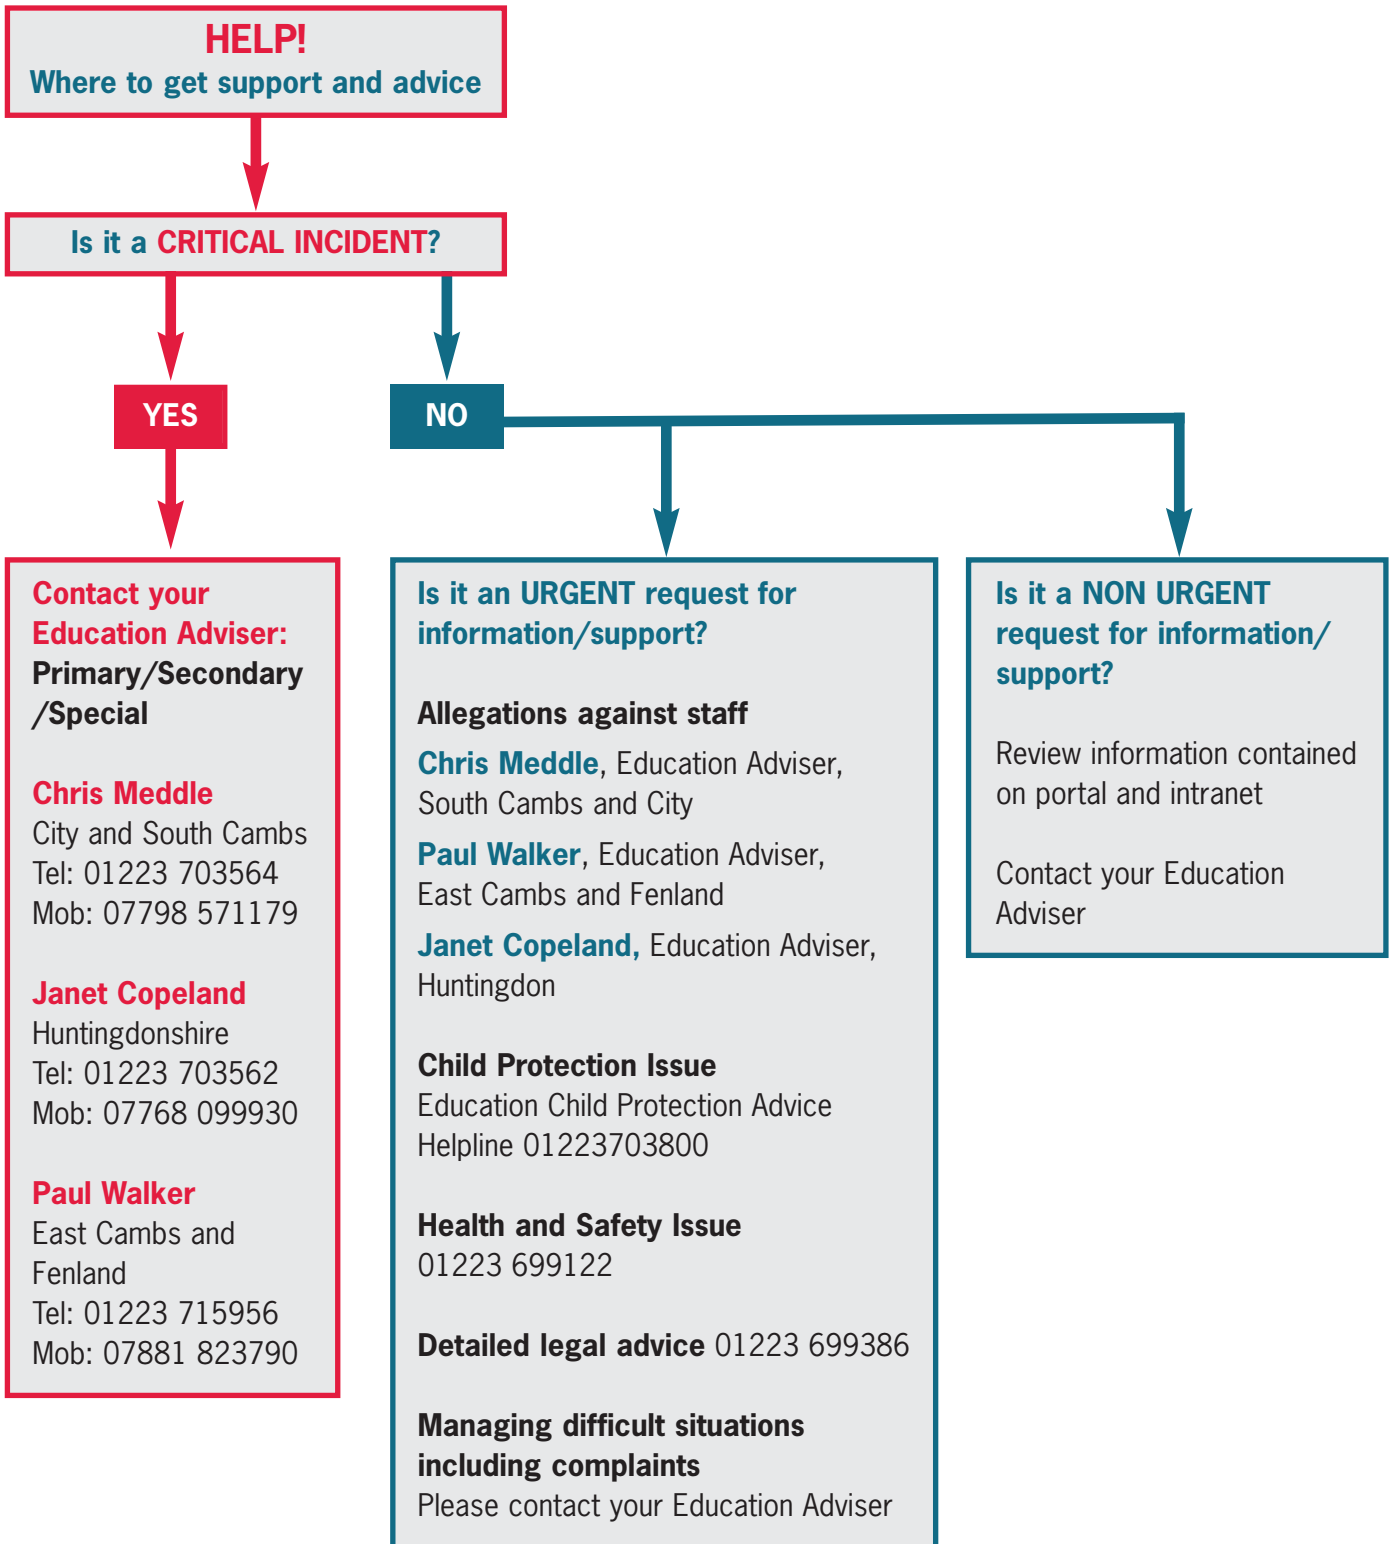 HELP!
Where to get support and advice
Is it a CRITICAL INCIDENT?
YES
NO
Contact your
Education Adviser:
Primary/Secondary
/Special
Chris Meddle
City and South Cambs
Tel: 01223 703564
Mob: 07798 571179
Janet Copeland
Huntingdonshire
Tel: 01223 703562
Mob: 07768 099930
Paul Walker
East Cambs and
Fenland
Tel: 01223 715956
Mob: 07881 823790
Is it an URGENT request for
information/support?
Allegations against staff
Chris Meddle, Education Adviser,
South Cambs and City
Paul Walker, Education Adviser,
East Cambs and Fenland
Janet Copeland, Education Adviser,
Huntingdon
Child Protection Issue
Education Child Protection Advice
Helpline 01223703800
Health and Safety Issue
01223 699122
Detailed legal advice 01223 699386
Managing difficult situations
including complaints
Please contact your Education Adviser
Is it a NON URGENT
request for information/
support?
Review information contained
on portal and intranet
Contact your Education
Adviser